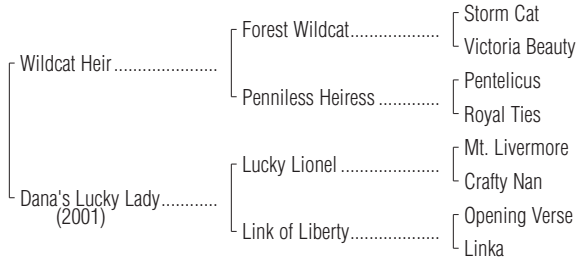 Storm Cat
Forest Wildcat....................
Victoria Beauty
Wildcat Heir.......................
Pentelicus
Penniless Heiress .............
Royal Ties
Mt. Livermore
Lucky Lionel ......................
Crafty Nan
Dana's Lucky Lady............
(2001)
Opening Verse
Link of Liberty....................
Linka